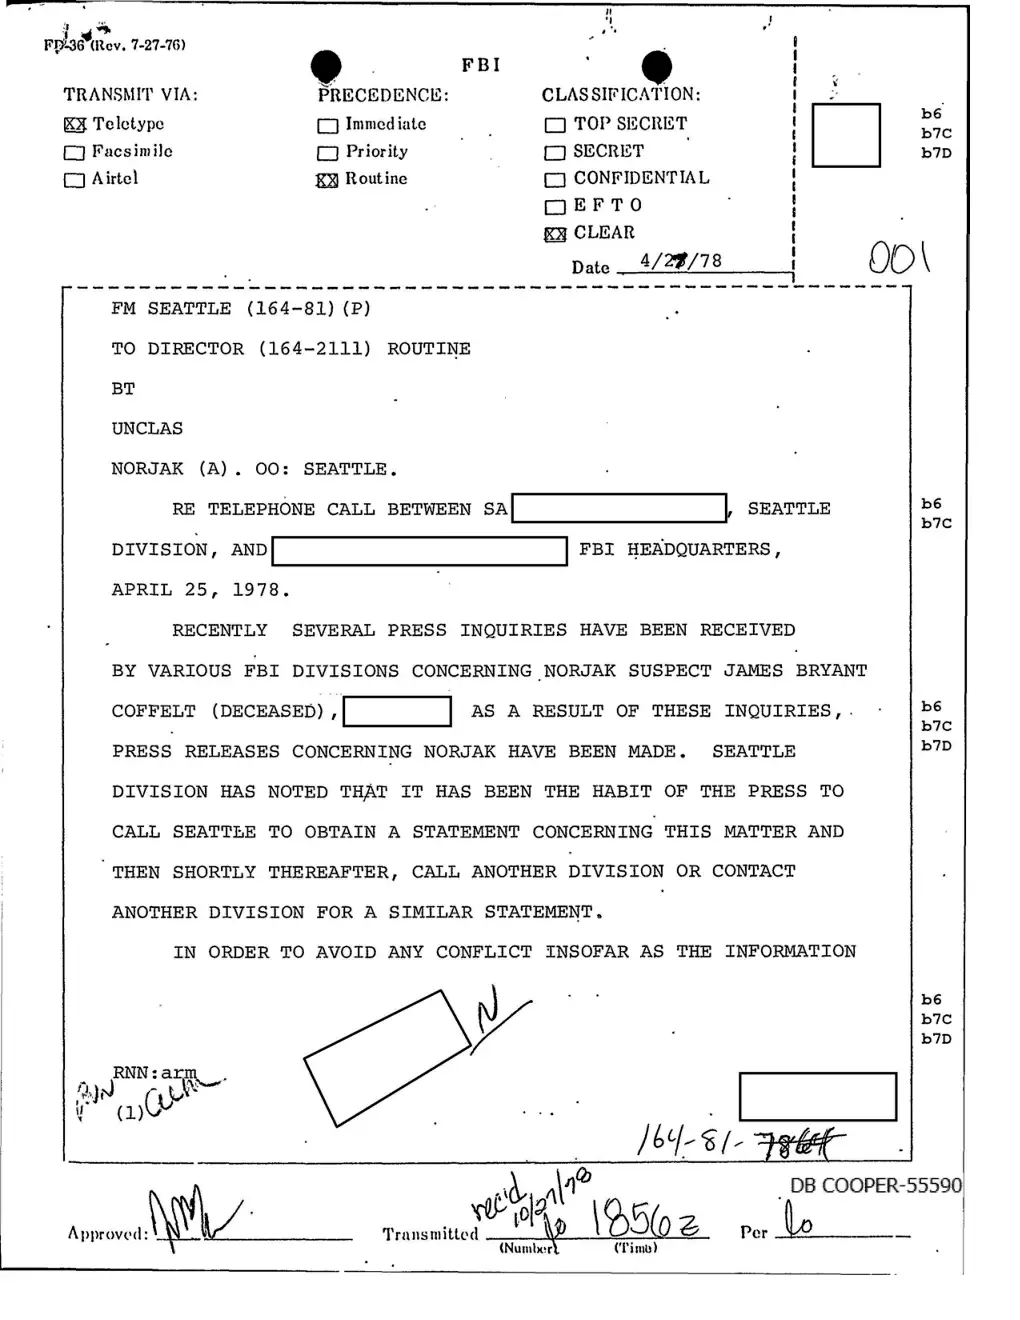 FD-36 (Rev. 7-27-76)
FBI
TRANSMIT VIA:
XX Teletype
Facsimile
Airtel
PRECEDENCE:
Immediate
Priority
XX Routine
CLASSIFICATION:
TOP SECRET
SECRET
CONFIDENTIAL
E F T O
XX CLEAR
Date 4/27/78
b6
b7C
b7D
001
FM SEATTLE (164-81) (P)
TO DIRECTOR (164-2111) ROUTINE
BT
UNCLAS
NORJAK (A). OO: SEATTLE.
RE TELEPHONE CALL BETWEEN SA , SEATTLE
b6
b7C
DIVISION, AND FBI HEADQUARTERS,
APRIL 25, 1978.
RECENTLY SEVERAL PRESS INQUIRIES HAVE BEEN RECEIVED
BY VARIOUS FBI DIVISIONS CONCERNING NORJAK SUSPECT JAMES BRYANT
COFFELT (DECEASED), AS A RESULT OF THESE INQUIRIES,
b6
b7C
b7D
PRESS RELEASES CONCERNING NORJAK HAVE BEEN MADE. SEATTLE
DIVISION HAS NOTED THAT IT HAS BEEN THE HABIT OF THE PRESS TO
CALL SEATTLE TO OBTAIN A STATEMENT CONCERNING THIS MATTER AND
THEN SHORTLY THEREAFTER, CALL ANOTHER DIVISION OR CONTACT
ANOTHER DIVISION FOR A SIMILAR STATEMENT.
IN ORDER TO AVOID ANY CONFLICT INSOFAR AS THE INFORMATION
N
b6
b7C
b7D
RNN:arm
(1)
164-81-
DB COOPER-55590
rec'd
Approved:
Transmitted 1856z Per
(Number) (Time)